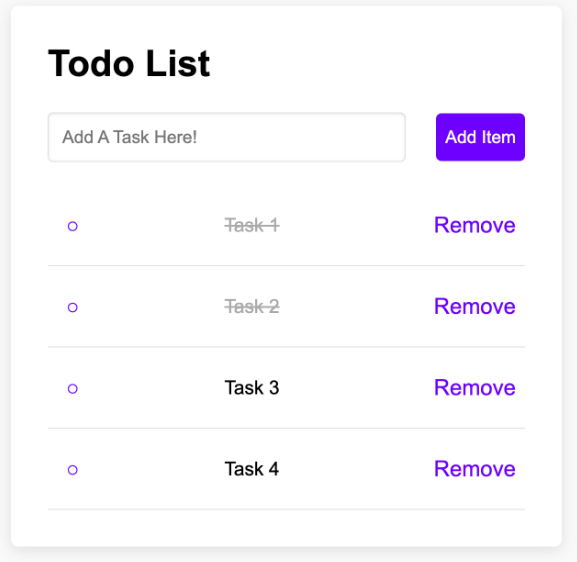 Todo List
Add A Task Here! Add Item
Task 1 Remove
Task 2 Remove
Task 3 Remove
Task 4 Remove